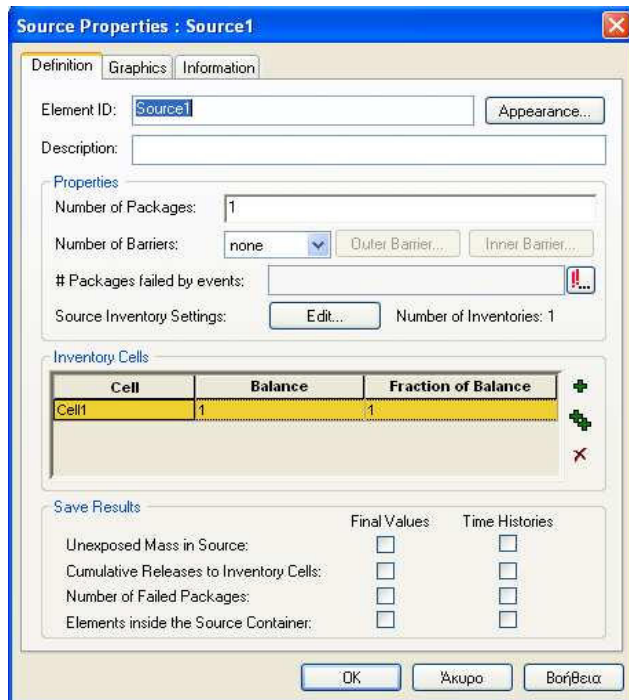 Source Properties : Source1
Definition Graphics Information
Element ID: Source1 Appearance...
Description:
Properties
Number of Packages: 1
Number of Barriers: none Outer Barrier... Inner Barrier...
# Packages failed by events: !!...
Source Inventory Settings: Edit... Number of Inventories: 1
Inventory Cells
Cell Balance Fraction of Balance
Cell1 1 1
Save Results
Final Values Time Histories
Unexposed Mass in Source:
Cumulative Releases to Inventory Cells:
Number of Failed Packages:
Elements inside the Source Container:
OK Άκυρο Βοήθεια